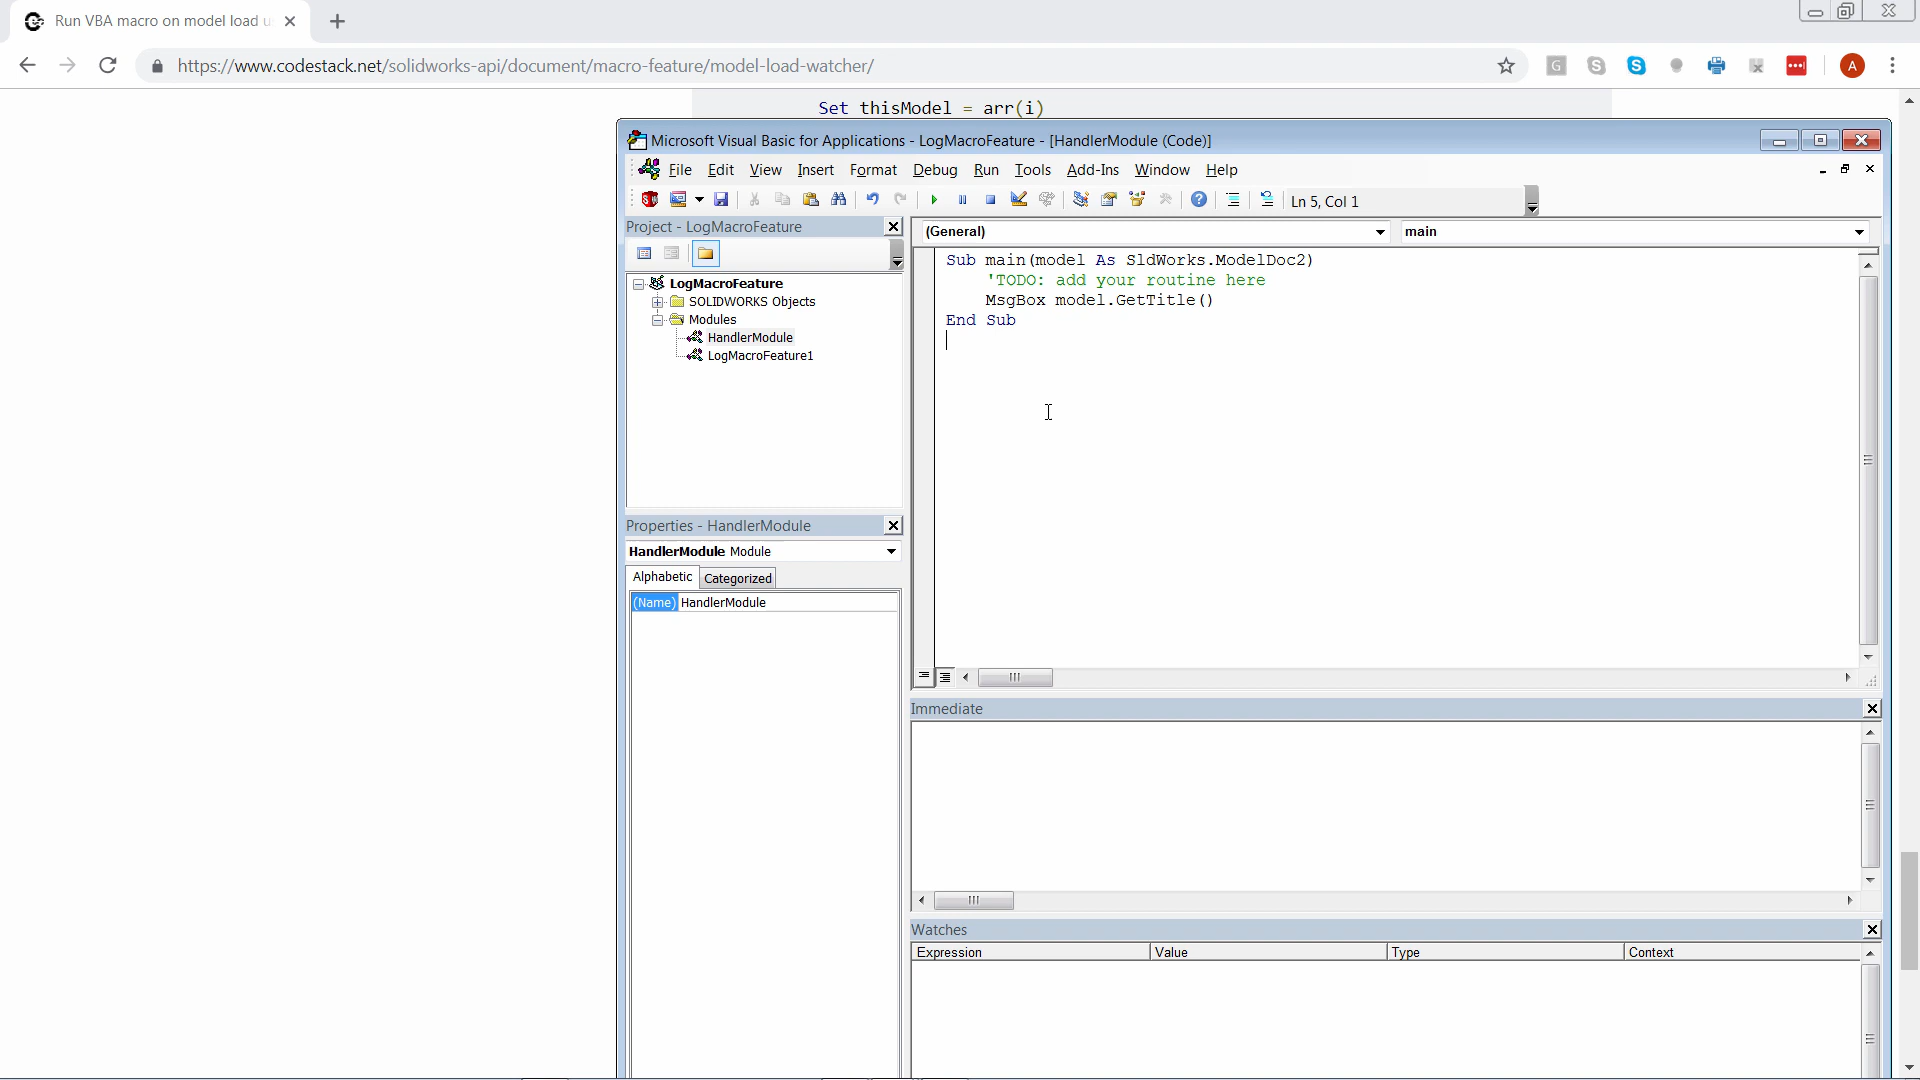 Run VBA macro on model load u
https://www.codestack.net/solidworks-api/document/macro-feature/model-load-watcher/
A
Set thisModel = arr(i)
Microsoft Visual Basic for Applications - LogMacroFeature - [HandlerModule (Code)]
File Edit View Insert Format Debug Run Tools Add-Ins Window Help
Ln 5, Col 1
Project - LogMacroFeature
LogMacroFeature
SOLIDWORKS Objects
Modules
HandlerModule
LogMacroFeature1
Properties - HandlerModule
HandlerModule Module
Alphabetic Categorized
(Name) HandlerModule
(General) main
Sub main(model As SldWorks.ModelDoc2)
'TODO: add your routine here
MsgBox model.GetTitle()
End Sub
Immediate
Watches
Expression Value Type Context